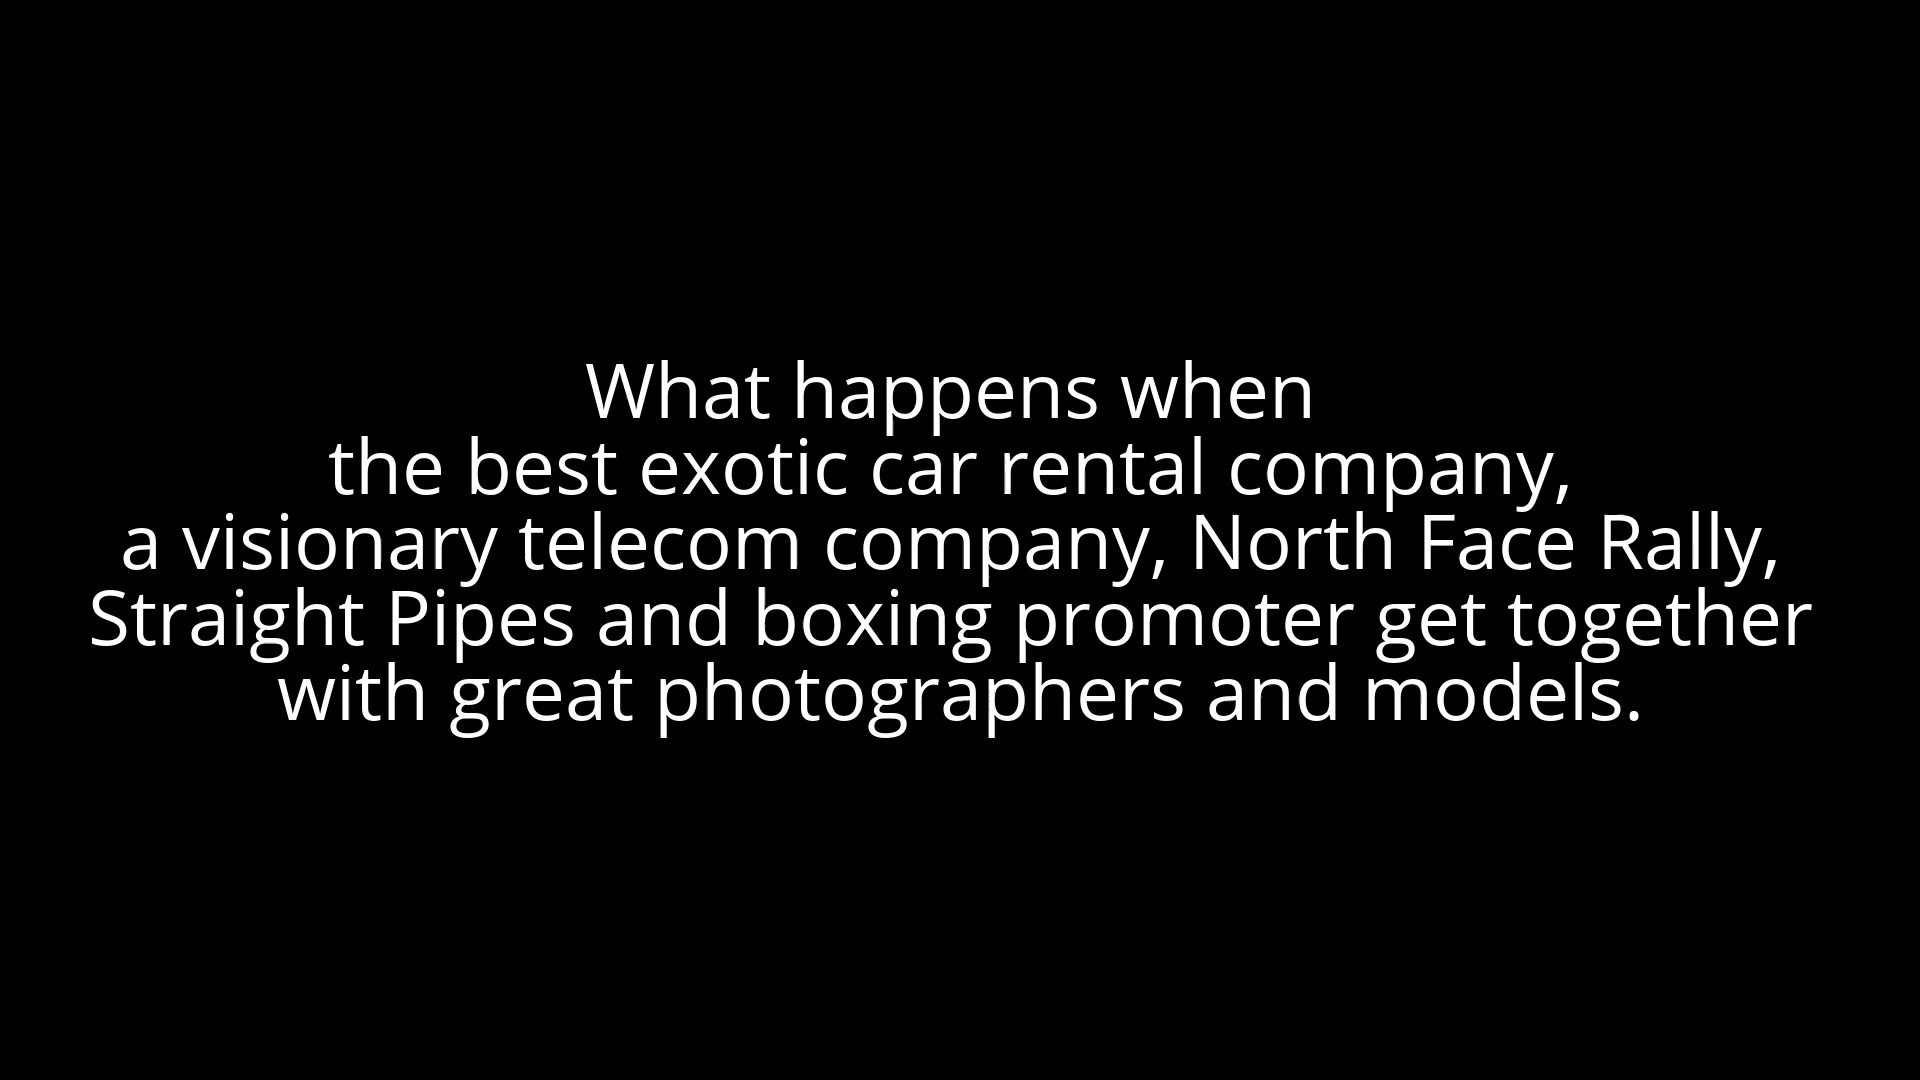 What happens when
the best exotic car rental company,
a visionary telecom company, North Face Rally,
Straight Pipes and boxing promoter get together
with great photographers and models.